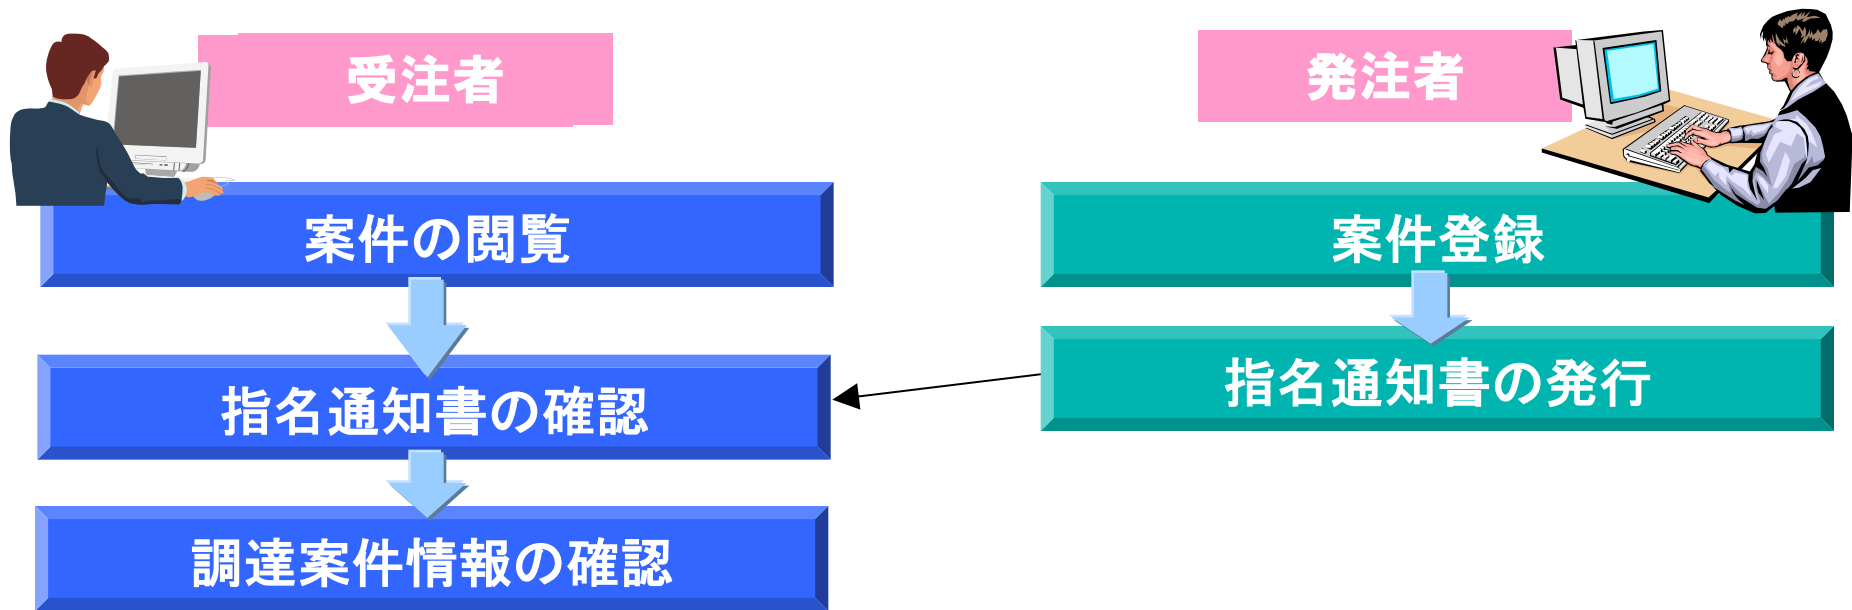 受注者
発注者
案件の閲覧
案件登録
指名通知書の確認
指名通知書の発行
調達案件情報の確認